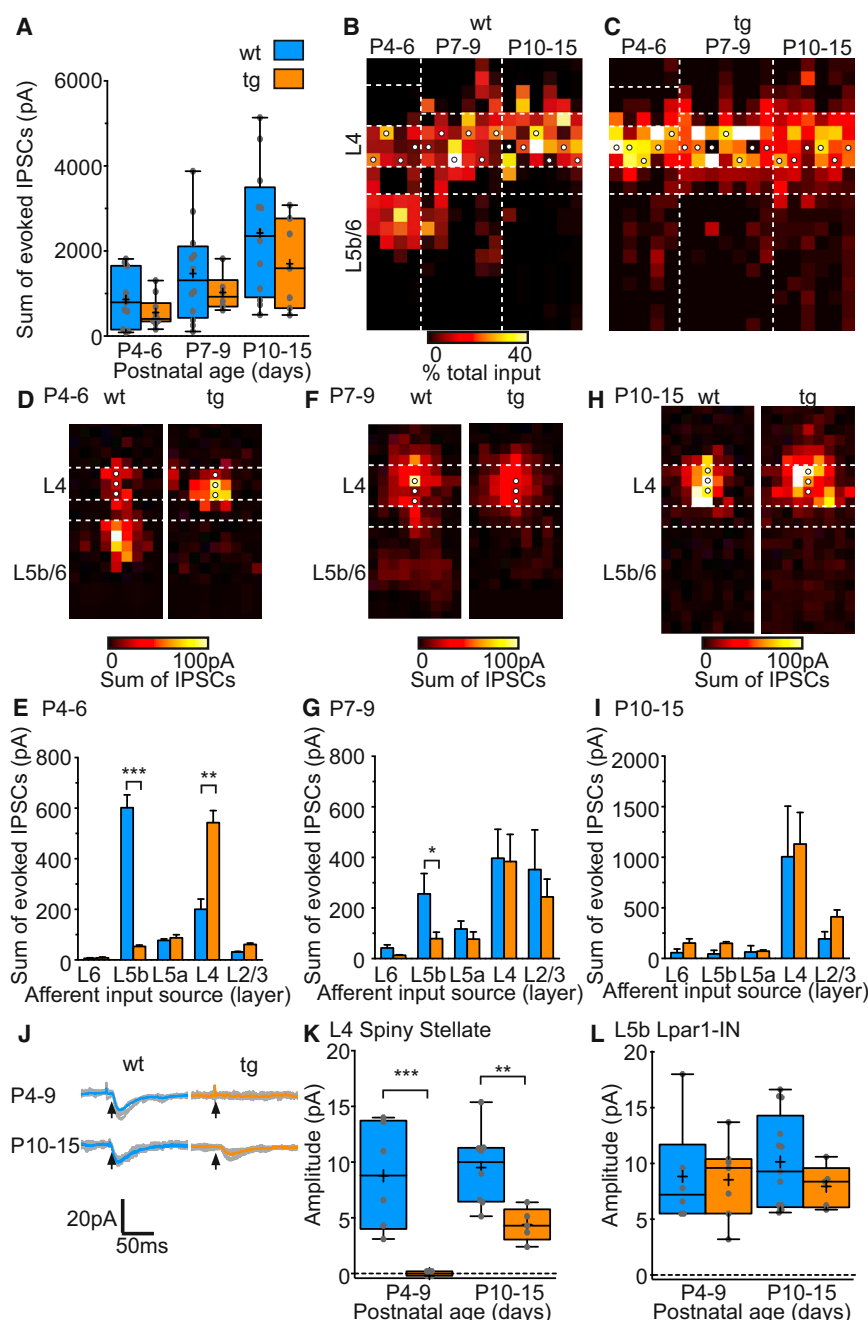 A
wt
tg
Sum of evoked IPSCs (pA)
6000
4000
2000
0
P4-6
P7-9
P10-15
Postnatal age (days)
B
wt
P4-6
P7-9
P10-15
L4
L5b/6
0
40
% total input
C
tg
P4-6
P7-9
P10-15
D P4-6
wt
tg
L4
L5b/6
0
100pA
Sum of IPSCs
F P7-9
wt
tg
L4
L5b/6
0
100pA
Sum of IPSCs
H P10-15
wt
tg
L4
L5b/6
0
100pA
Sum of IPSCs
E P4-6
Sum of evoked IPSCs (pA)
800
600
400
200
0
***
**
L6 L5b L5a L4 L2/3
Afferent input source (layer)
G P7-9
Sum of evoked IPSCs (pA)
800
600
400
200
0
*
L6 L5b L5a L4 L2/3
Afferent input source (layer)
I P10-15
Sum of evoked IPSCs (pA)
2000
1500
1000
500
250
0
L6 L5b L5a L4 L2/3
Afferent input source (layer)
J
wt
tg
P4-9
P10-15
20pA
50ms
K L4 Spiny Stellate
Amplitude (pA)
20
15
10
5
0
***
**
P4-9
P10-15
Postnatal age (days)
L L5b Lpar1-IN
Amplitude (pA)
20
15
10
5
0
P4-9
P10-15
Postnatal age (days)